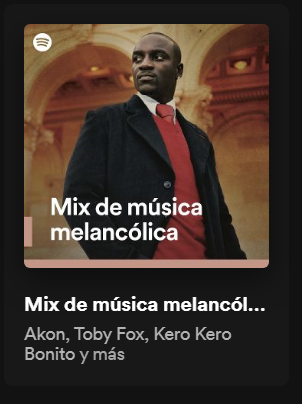 Mix de música
melancólica
Mix de música melancól...
Akon, Toby Fox, Kero Kero
Bonito y más